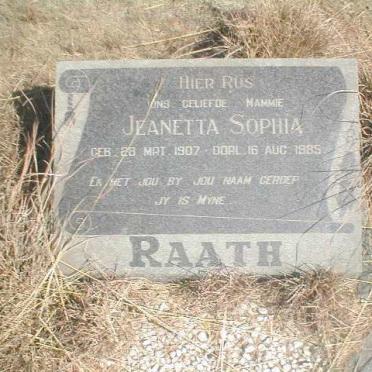 HIER RUS
ONS GELIEFDE MAMMIE
JEANETTA SOPHIA
GEB. 28 MRT. 1907 - OORL. 16 AUG. 1985
EK HET JOU BY JOU NAAM GEROEP
JY IS MYNE.
RAATH